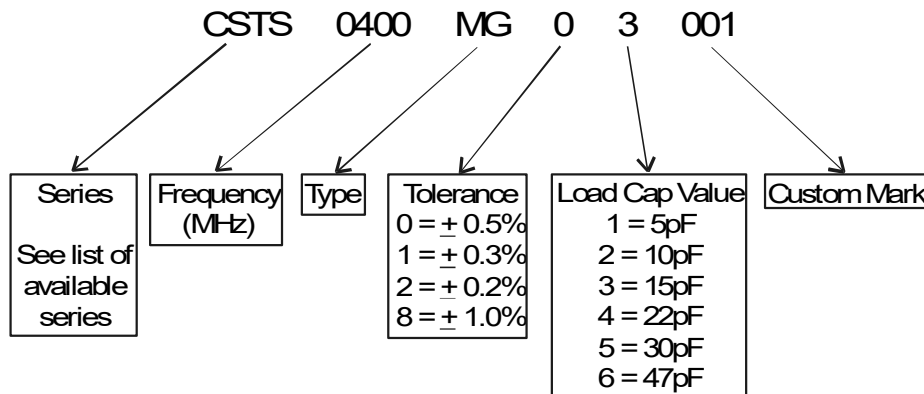 CSTS 0400 MG 0 3 001
Series
See list of
available
series
Frequency
(MHz)
Type
Tolerance
0 = ± 0.5%
1 = ± 0.3%
2 = ± 0.2%
8 = ± 1.0%
Load Cap Value
1 = 5pF
2 = 10pF
3 = 15pF
4 = 22pF
5 = 30pF
6 = 47pF
Custom Mark